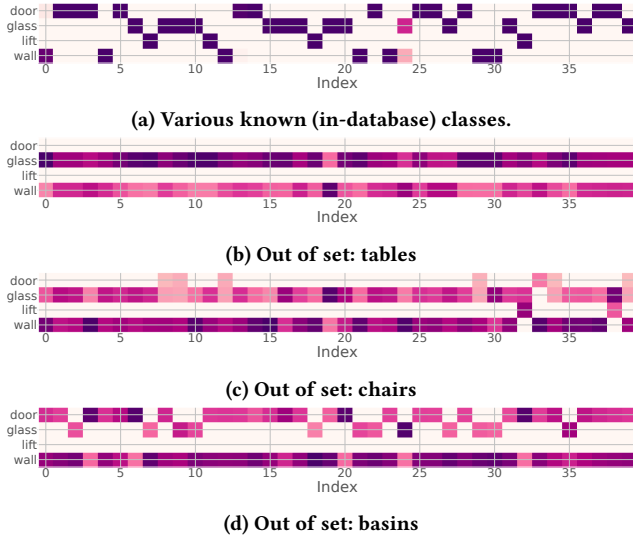 door
glass
lift
wall
0 5 10 15 20 25 30 35
Index
(a) Various known (in-database) classes.
door
glass
lift
wall
0 5 10 15 20 25 30 35
Index
(b) Out of set: tables
door
glass
lift
wall
0 5 10 15 20 25 30 35
Index
(c) Out of set: chairs
door
glass
lift
wall
0 5 10 15 20 25 30 35
Index
(d) Out of set: basins